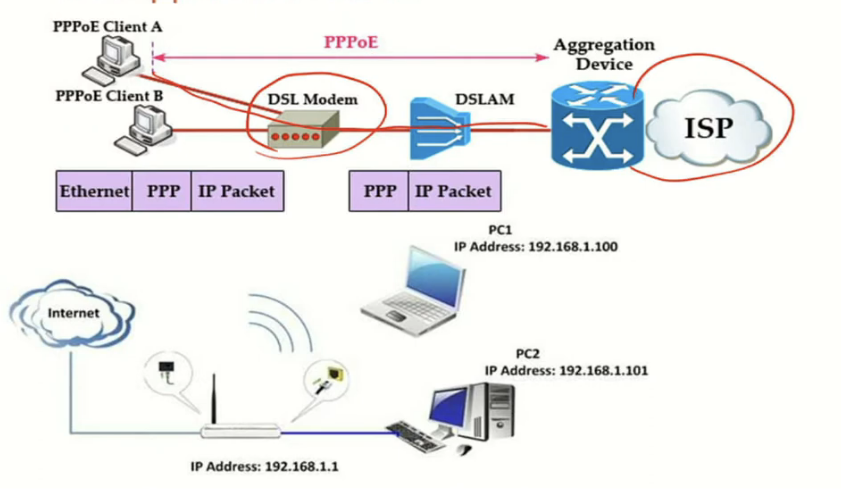 PPPoE Client A
PPPoE
Aggregation
Device
PPPoE Client B
DSL Modem
DSLAM
ISP
Ethernet PPP IP Packet
PPP IP Packet
PC1
IP Address: 192.168.1.100
Internet
PC2
IP Address: 192.168.1.101
IP Address: 192.168.1.1